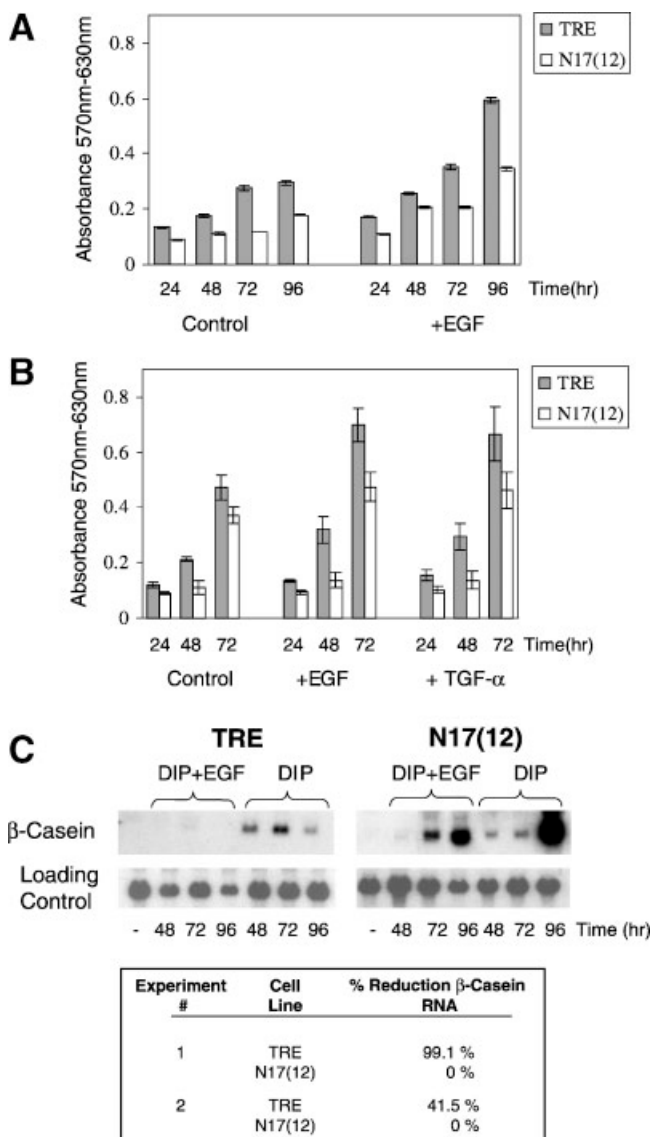 A
Absorbance 570nm-630nm
0.8
0.6
0.4
0.2
0
TRE
N17(12)
24 48 72 96 24 48 72 96 Time(hr)
Control +EGF
B
Absorbance 570nm-630nm
0.8
0.6
0.4
0.2
0
TRE
N17(12)
24 48 72 24 48 72 24 48 72 Time(hr)
Control +EGF + TGF-α
C
TRE N17(12)
DIP+EGF DIP DIP+EGF DIP
β-Casein
Loading
Control
- 48 72 96 48 72 96 - 48 72 96 48 72 96 Time (hr)
Experiment Cell % Reduction β-Casein
# Line RNA
1 TRE 99.1 %
N17(12) 0 %
2 TRE 41.5 %
N17(12) 0 %